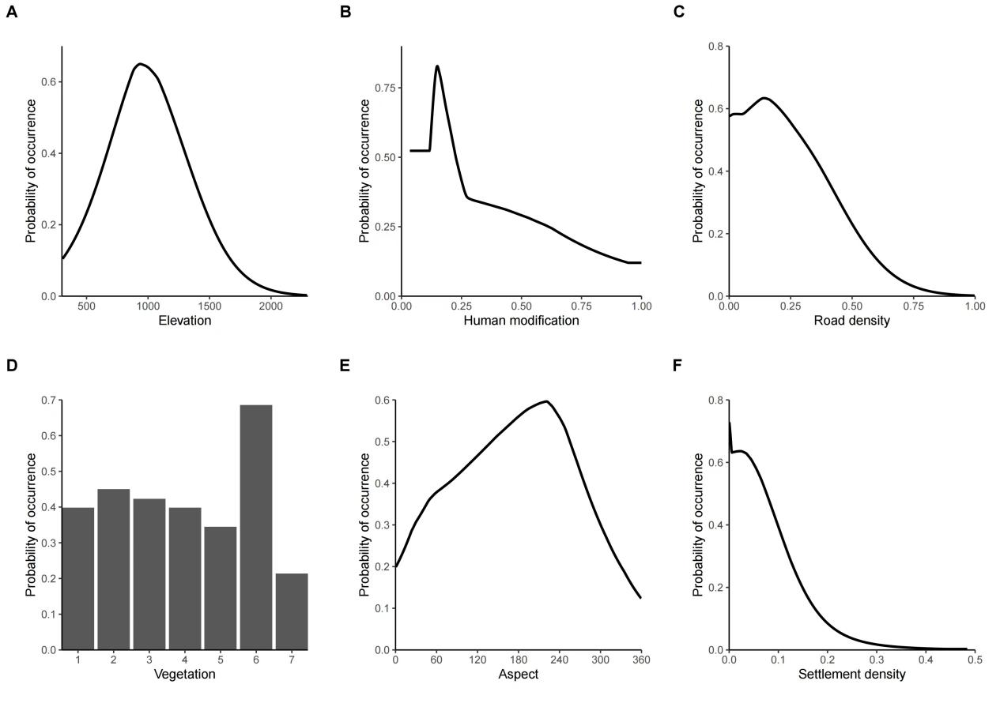 A
B
C
Probability of occurrence
0.6
0.4
0.2
0.0
500 1000 1500 2000
Elevation
Probability of occurrence
0.75
0.50
0.25
0.00
0.00 0.25 0.50 0.75 1.00
Human modification
Probability of occurrence
0.8
0.6
0.4
0.2
0.0
0.00 0.25 0.50 0.75 1.00
Road density
D
E
F
Probability of occurrence
0.7
0.6
0.5
0.4
0.3
0.2
0.1
0.0
1 2 3 4 5 6 7
Vegetation
Probability of occurrence
0.6
0.5
0.4
0.3
0.2
0.1
0.0
0 60 120 180 240 300 360
Aspect
Probability of occurrence
0.8
0.6
0.4
0.2
0.0
0.0 0.1 0.2 0.3 0.4 0.5
Settlement density